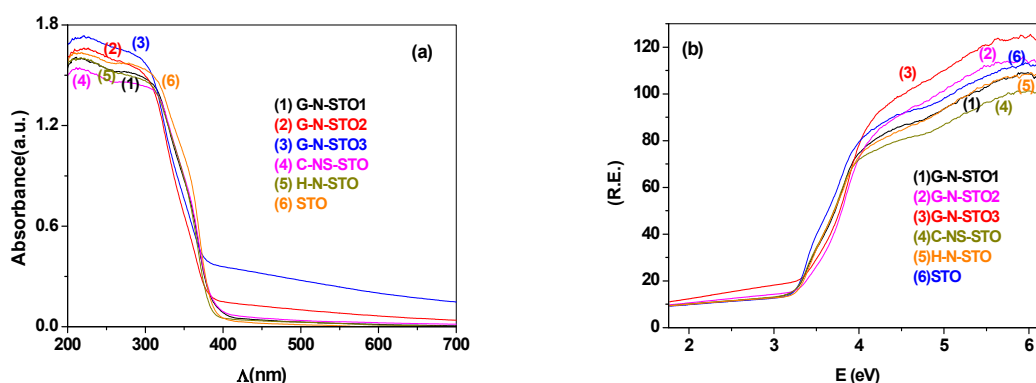 1.8
1.2
0.6
0.0
Absorbance(a.u.)
(a)
(3)
(2)
(6)
(5)
(1)
(4)
(1) G-N-STO1
(2) G-N-STO2
(3) G-N-STO3
(4) C-NS-STO
(5) H-N-STO
(6) STO
200 300 400 500 600 700
Λ(nm)
120
100
80
60
40
20
0
(R.E.)
(b)
(2)
(3)
(6)
(5)
(1)
(4)
(1)G-N-STO1
(2)G-N-STO2
(3)G-N-STO3
(4)C-NS-STO
(5)H-N-STO
(6)STO
2 3 4 5 6
E (eV)